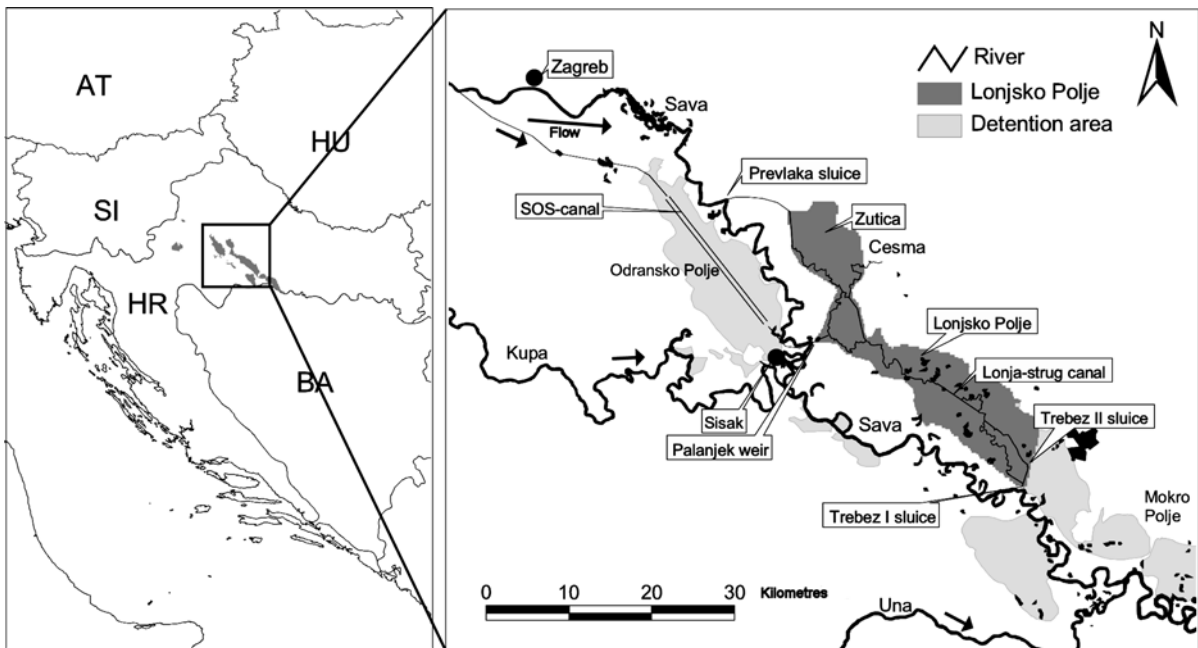 AT
HU
SI
HR
BA
N
River
Lonjsko Polje
Detention area
Zagreb
Sava
Flow
Prevlaka sluice
SOS-canal
Zutica
Cesma
Odransko Polje
Lonjsko Polje
Kupa
Lonja-strug canal
Sisak
Sava
Trebez II sluice
Palanjek weir
Trebez I sluice
Mokro
Polje
0 10 20 30 Kilometres
Una